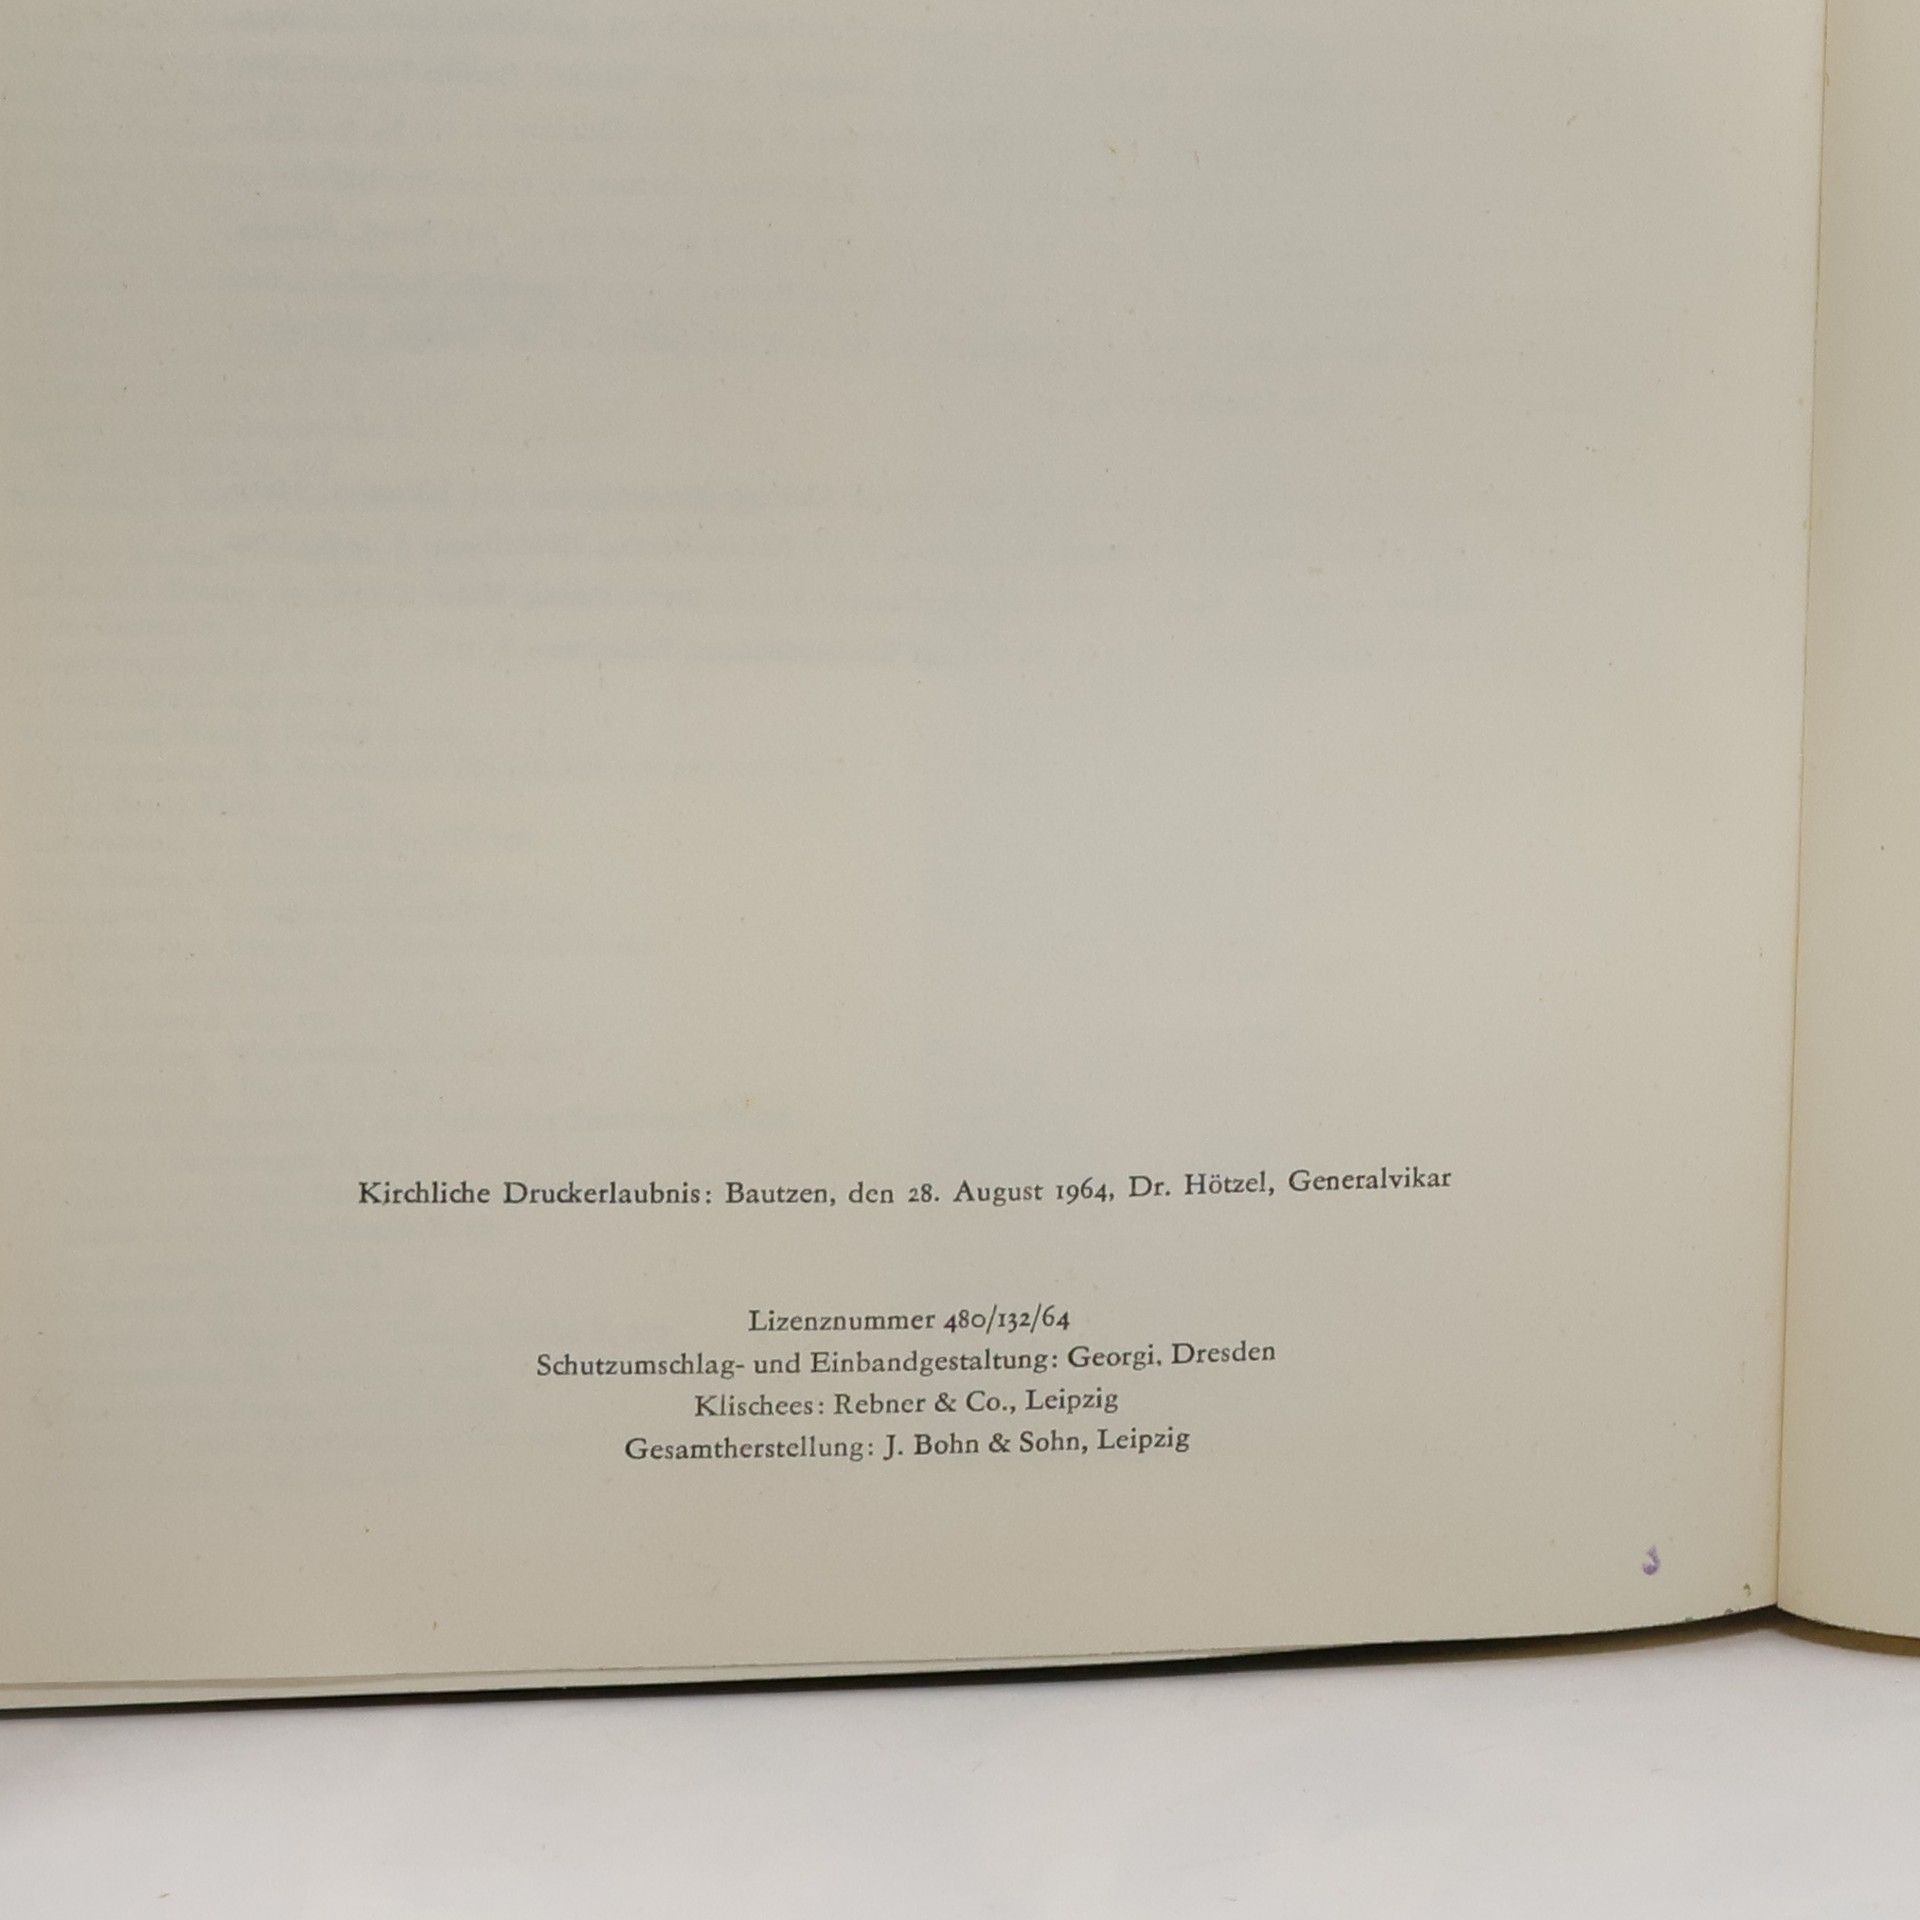 Kirchliche Druckerlaubnis: Bautzen, den 28. August 1964, Dr. Hötzel, Generalvikar
Lizenznummer 480/132/64
Schutzumschlag- und Einbandgestaltung: Georgi, Dresden
Klischees: Rebner & Co., Leipzig
Gesamtherstellung: J. Bohn & Sohn, Leipzig